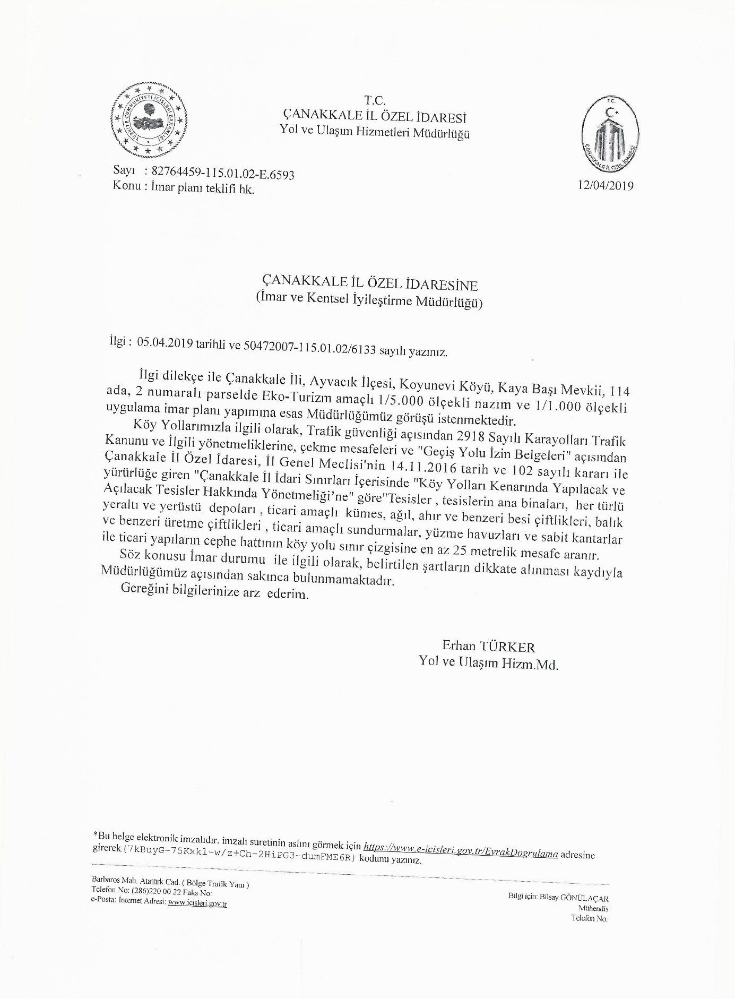 TÜRKİYE CUMHURİYETİ İÇİŞLERİ BAKANLIĞI
T.C.
ÇANAKKALE İL ÖZEL İDARESİ
Yol ve Ulaşım Hizmetleri Müdürlüğü
T.C.
ÇANAKKALE İL ÖZEL İDARESİ
Sayı : 82764459-115.01.02-E.6593
Konu : İmar planı teklifi hk.
12/04/2019
ÇANAKKALE İL ÖZEL İDARESİNE
(İmar ve Kentsel İyileştirme Müdürlüğü)
İlgi : 05.04.2019 tarihli ve 50472007-115.01.02/6133 sayılı yazınız.
İlgi dilekçe ile Çanakkale İli, Ayvacık İlçesi, Koyunevi Köyü, Kaya Başı Mevkii, 114
ada, 2 numaralı parselde Eko-Turizm amaçlı 1/5.000 ölçekli nazım ve 1/1.000 ölçekli
uygulama imar planı yapımına esas Müdürlüğümüz görüşü istenmektedir.
Köy Yollarımızla ilgili olarak, Trafik güvenliği açısından 2918 Sayılı Karayolları Trafik
Kanunu ve İlgili yönetmeliklerine, çekme mesafeleri ve "Geçiş Yolu İzin Belgeleri" açısından
Çanakkale İl Özel İdaresi, İl Genel Meclisi'nin 14.11.2016 tarih ve 102 sayılı kararı ile
yürürlüğe giren "Çanakkale İl İdari Sınırları İçerisinde "Köy Yolları Kenarında Yapılacak ve
Açılacak Tesisler Hakkında Yönetmeliği’ne" göre"Tesisler , tesislerin ana binaları, her türlü
yeraltı ve yerüstü depoları , ticari amaçlı kümes, ağıl, ahır ve benzeri besi çiftlikleri, balık
ve benzeri üretme çiftlikleri , ticari amaçlı sundurmalar, yüzme havuzları ve sabit kantarlar
ile ticari yapıların cephe hattının köy yolu sınır çizgisine en az 25 metrelik mesafe aranır.
Söz konusu İmar durumu ile ilgili olarak, belirtilen şartların dikkate alınması kaydıyla
Müdürlüğümüz açısından sakınca bulunmamaktadır.
Gereğini bilgilerinize arz ederim.
Erhan TÜRKER
Yol ve Ulaşım Hizm.Md.
*Bu belge elektronik imzalıdır. imzalı suretinin aslını görmek için https://www.e-icisleri.gov.tr/EvrakDogrulama adresine
girerek (7kBuyG-75Kxkl-w/z+Ch-2HiPG3-dumFME6R) kodunu yazınız.
Barbaros Mah. Atatürk Cad. ( Bölge Trafik Yanı )
Telefon No: (286)220 00 22 Faks No:
e-Posta: İnternet Adresi: www.icisleri.gov.tr
Bilgi için: Bilsay GÖNÜLAÇAR
Mühendis
Telefon No: